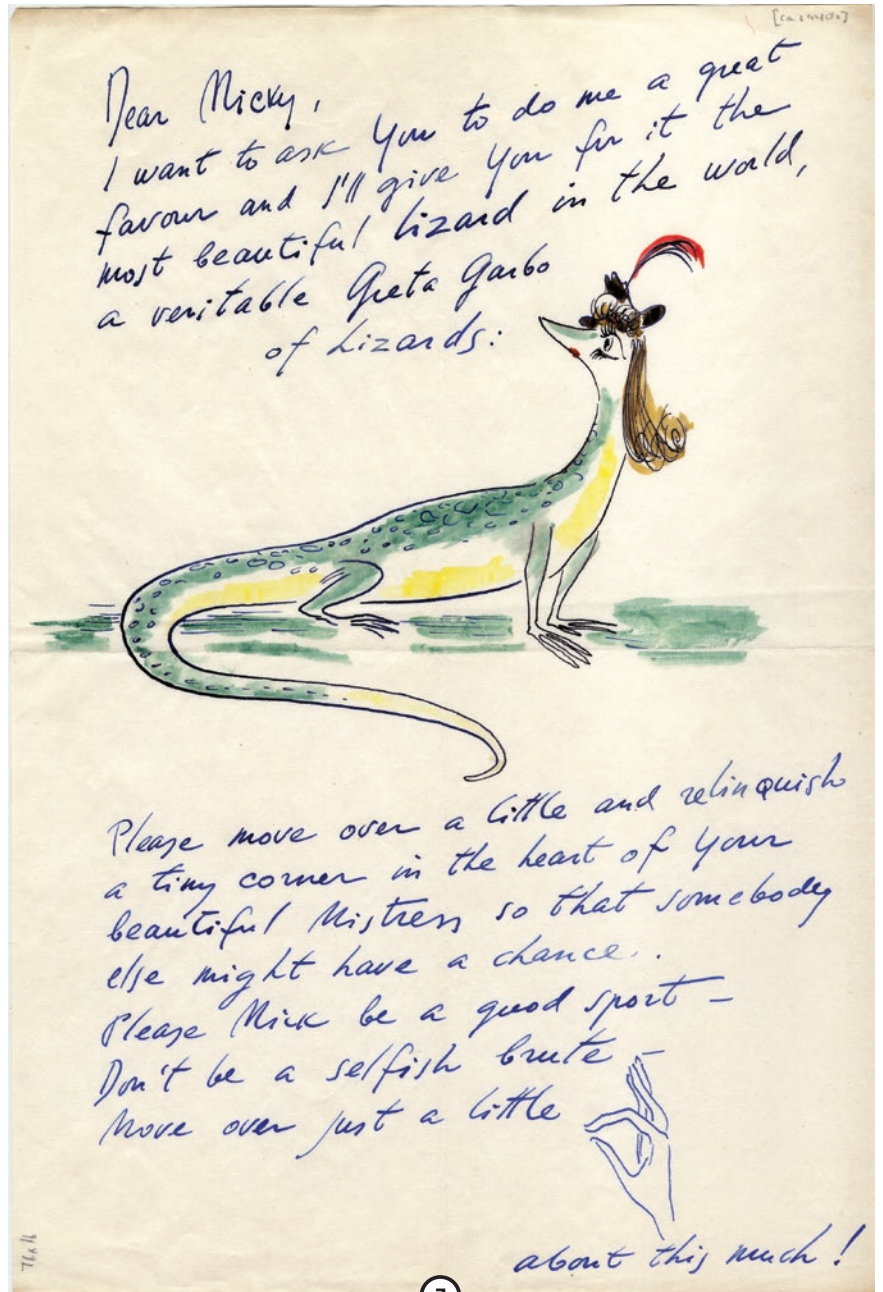 Dear Micky,
I want to ask You to do me a great
favour and I'll give You for it the
most beautiful Lizard in the world,
a veritable Greta Garbo
of Lizards:
Please move over a little and relinquish
a tiny corner in the heart of Your
beautiful Mistress so that somebody
else might have a chance..
Please Mick be a good sport –
Don't be a selfish brute –
Move over just a little
about this much!